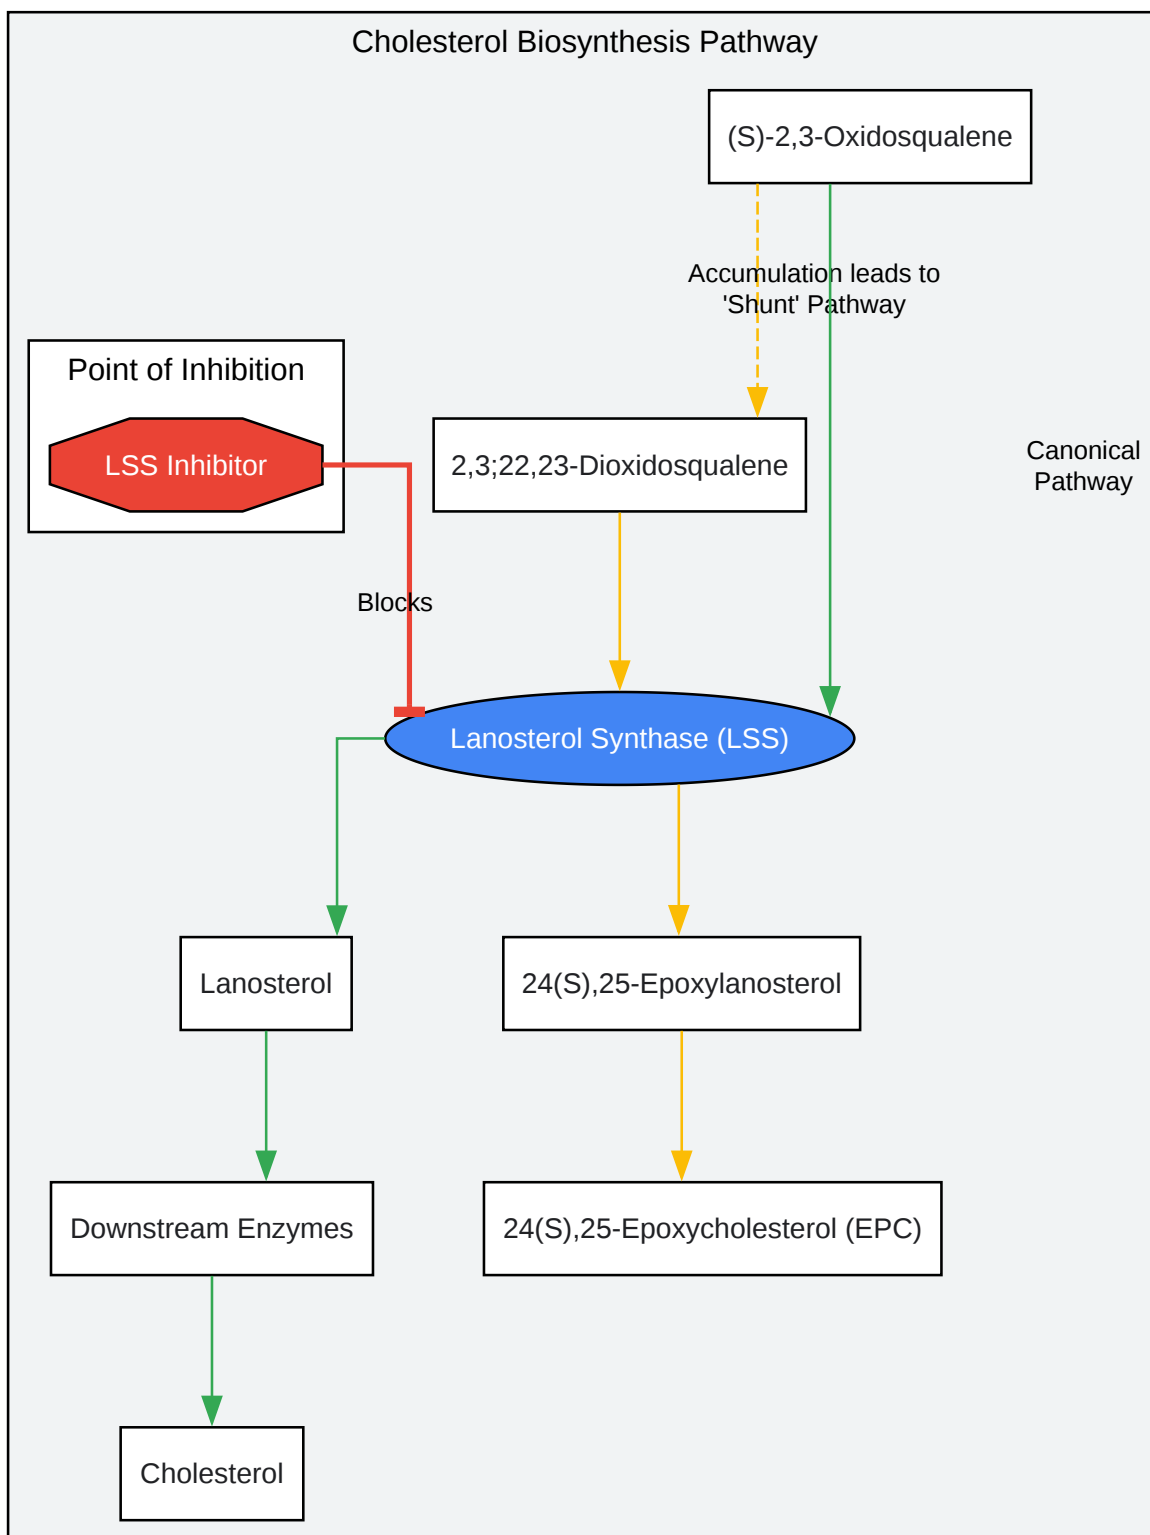 Cholesterol Biosynthesis Pathway
(S)-2,3-Oxidosqualene
Accumulation leads to
'Shunt' Pathway
Point of Inhibition
LSS Inhibitor
2,3;22,23-Dioxidosqualene
Canonical
Pathway
Blocks
Lanosterol Synthase (LSS)
Lanosterol
24(S),25-Epoxylanosterol
Downstream Enzymes
24(S),25-Epoxycholesterol (EPC)
Cholesterol